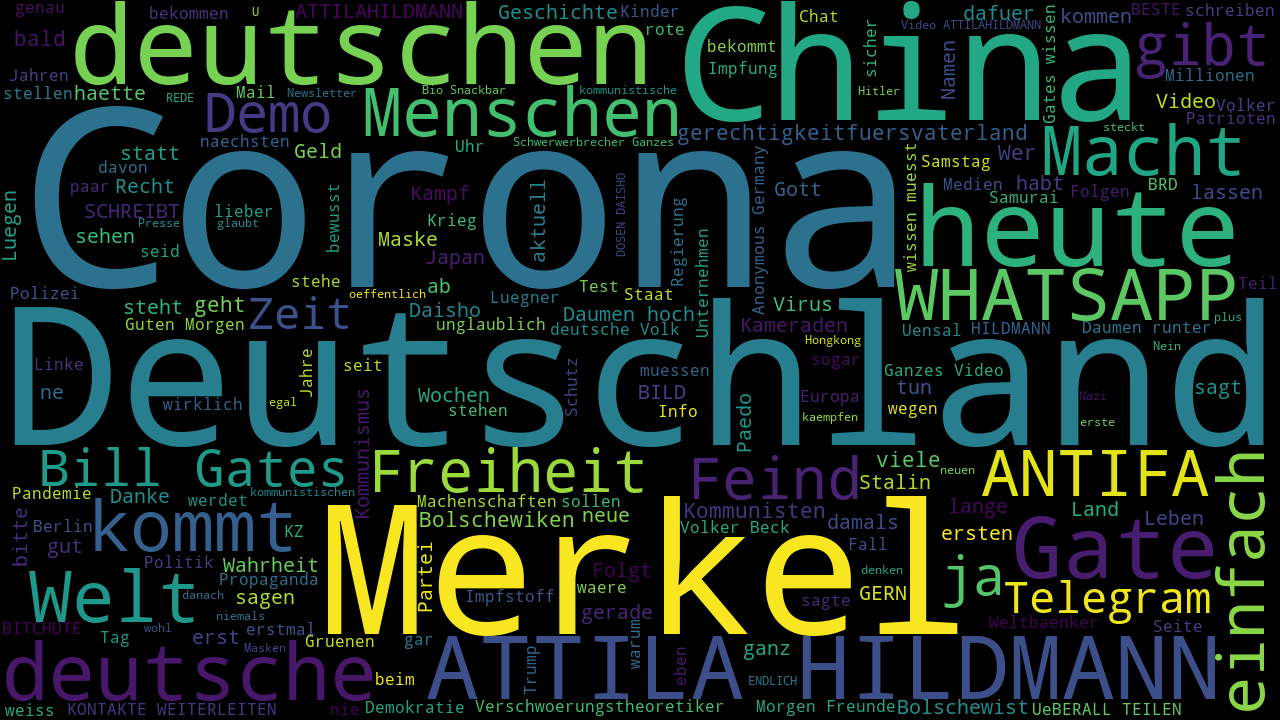 genau
bekommen
U
ATTILAHILDMANN
Geschichte
Kinder
dafuer
kommen
BESTE
schreiben
bald
deutschen
rote
Chat
Video ATTILAHILDMANN
China
gibt
bekommt
Impfung
sicher
Namen
Gates wissen
Jahren
stellen
haette
REDE
Mail
Newsletter
Bio Snackbar
kommunistische
Hitler
Millionen
Video
Volker
Patrioten
Demo
Menschen
gerechtigkeitfuersvaterland
steckt
naechsten
Uhr
Schwerwerbrecher Ganzes
statt
davon
Geld
Corona
Wer
Samstag
Macht
paar
Recht
Kampf
Gott
Medien
habt
Folgen
BRD
lassen
SCHREIBT
Presse
lieber
glaubt
Krieg
Samurai
Luegen
sehen
seid
bewusst
Maske
Japan
aktuell
DOSEN DAISHO
Regierung
Unternehmen
Anonymous Germany
wissen muesst
heute
Polizei
stehe
oeffentlich
ab
Luegner
Test
Staat
WHATSAPP
Teil
steht
geht
Guten Morgen
Zeit
Daisho
unglaublich
Daumen hoch
deutsche Volk
Virus
Kameraden
Uensal
HILDMANN
Daumen runter
plus
Hongkong
sogar
Nein
Linke
ne
Jahre
seit
Deutschland
wirklich
egal
Wochen
stehen
Schutz
muessen
BILD
Info
Paedo
Europa
kaempfen
Ganzes Video
tun
wegen
Nazi
erste
sagt
Bill Gates
Kommunismus
Freiheit
Feind
viele
Stalin
neuen
ANTIFA
einfach
Pandemie
Danke
werdet
kommunistischen
Machenschaften
sollen
Kommunisten
lange
Land
Leben
bitte
Berlin
gut
kommt
KZ
Merkel
Bolschewiken
neue
Volker Beck
damals
Fall
ersten
Gate
Politik
Wahrheit
Propaganda
Partei
Folgt
denken
Welt
danach
sagen
niemals
Impfstoff
waere
gerade
sagte
GERN
ja
Telegram
BITCHUTE
Tag
wohl
erst
erstmal
Masken
Gruenen
gar
warum
Weltbaenker
Seite
deutsche
beim
ATTILA HILDMANN
Trump
eben
ganz
ENDLICH
weiss
KONTAKTE WEITERLEITEN
nie
Demokratie
Verschwoerungstheoretiker
Morgen Freunde
Bolschewist
UeBERALL TEILEN